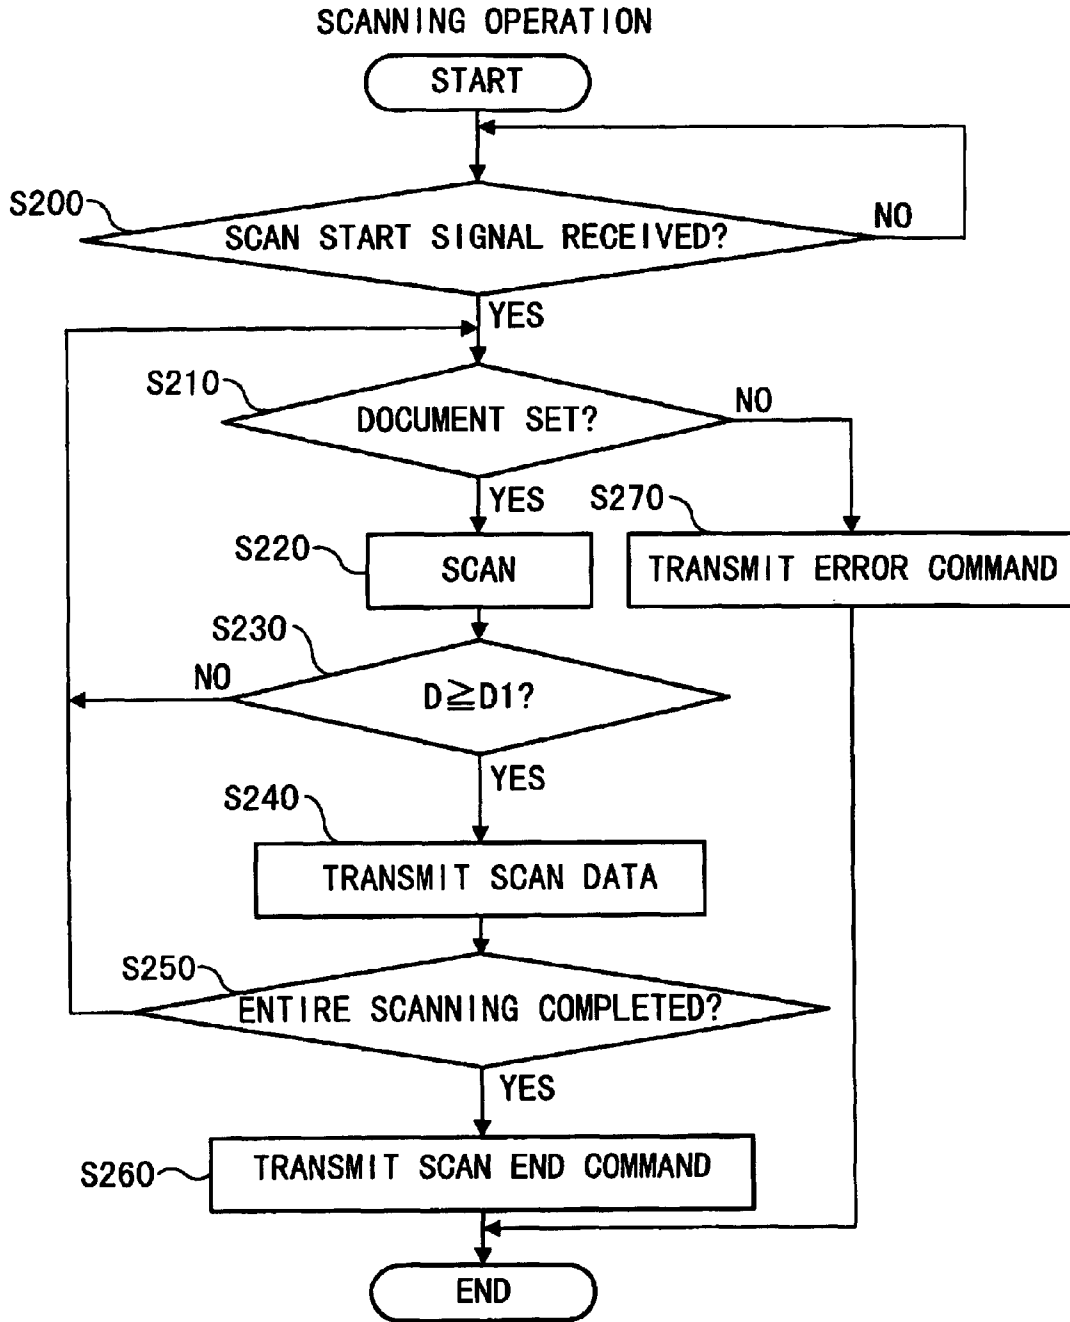 SCANNING OPERATION
START
S200
SCAN START SIGNAL RECEIVED?
NO
YES
S210
DOCUMENT SET?
NO
YES
S270
S220
SCAN
TRANSMIT ERROR COMMAND
S230
NO
D≧D1?
YES
S240
TRANSMIT SCAN DATA
S250
ENTIRE SCANNING COMPLETED?
YES
S260
TRANSMIT SCAN END COMMAND
END